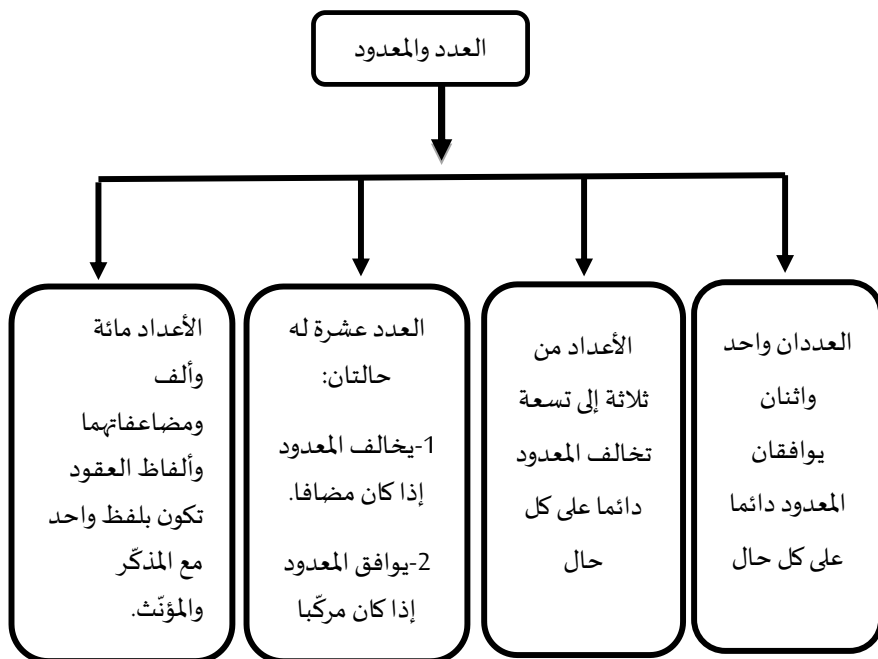 العدد والمعدود
العددان واحد
واثنان
يوافقان
المعدود دائما
على كل حال
الأعداد من
ثلاثة إلى تسعة
تخالف المعدود
دائما على كل
حال
العدد عشرة له
حالتان:
1-يخالف المعدود
إذا كان مضافا.
2-يوافق المعدود
إذا كان مركّبا
الأعداد مائة
وألف
ومضاعفاتهما
وألفاظ العقود
تكون بلفظ واحد
مع المذكّر
والمؤنّث.